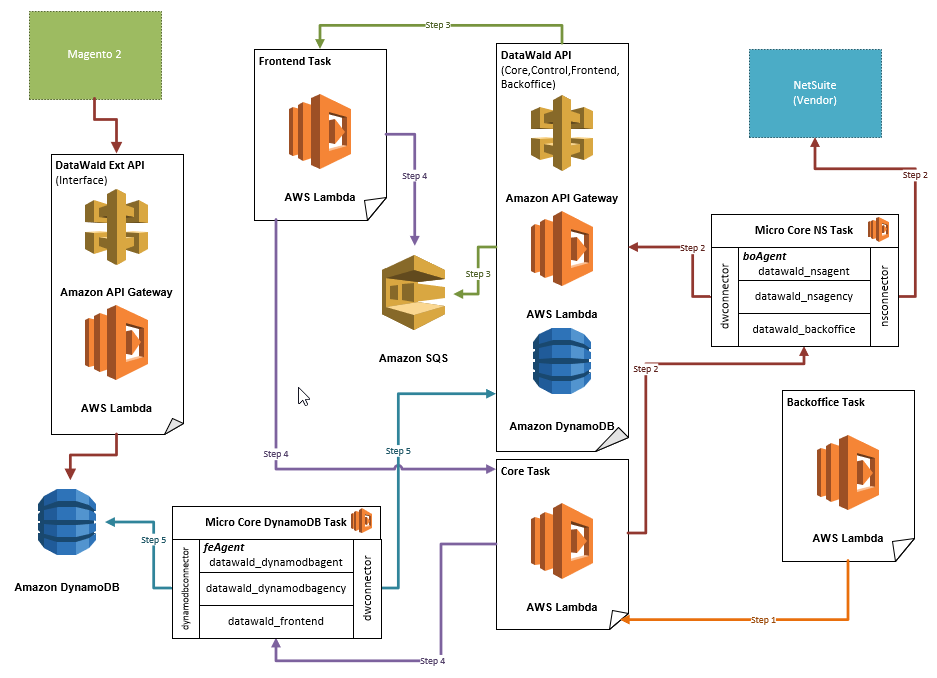 Magento 2
DataWald Ext API
(Interface)
Amazon API Gateway
AWS Lambda
Amazon DynamoDB
Step 3
Frontend Task
AWS Lambda
Step 4
Step 3
Amazon SQS
Step 4
Step 5
DataWald API
(Core,Control,Frontend,
Backoffice)
Amazon API Gateway
AWS Lambda
Amazon DynamoDB
NetSuite
(Vendor)
Step 2
Step 2
Micro Core NS Task
dwconnector
boAgent
datawald_nsagent
datawald_nsagency
datawald_backoffice
nsconnector
Step 2
Backoffice Task
AWS Lambda
Step 1
Core Task
AWS Lambda
Step 5
Micro Core DynamoDB Task
dynamodbconnector
feAgent
datawald_dynamodbagent
datawald_dynamodbagency
datawald_frontend
dwconnector
Step 4